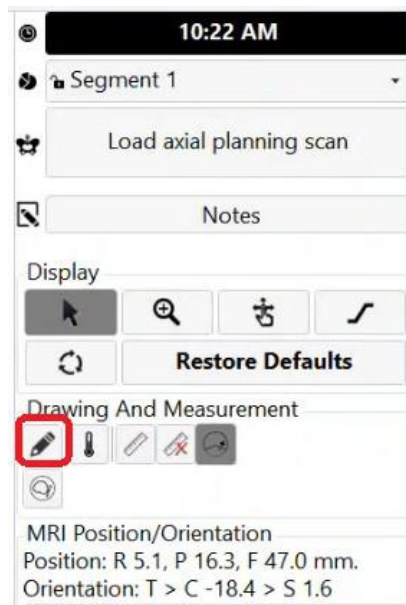 10:22 AM
Segment 1
Load axial planning scan
Notes
Display
Restore Defaults
Drawing And Measurement
MRI Position/Orientation
Position: R 5.1, P 16.3, F 47.0 mm.
Orientation: T > C -18.4 > S 1.6